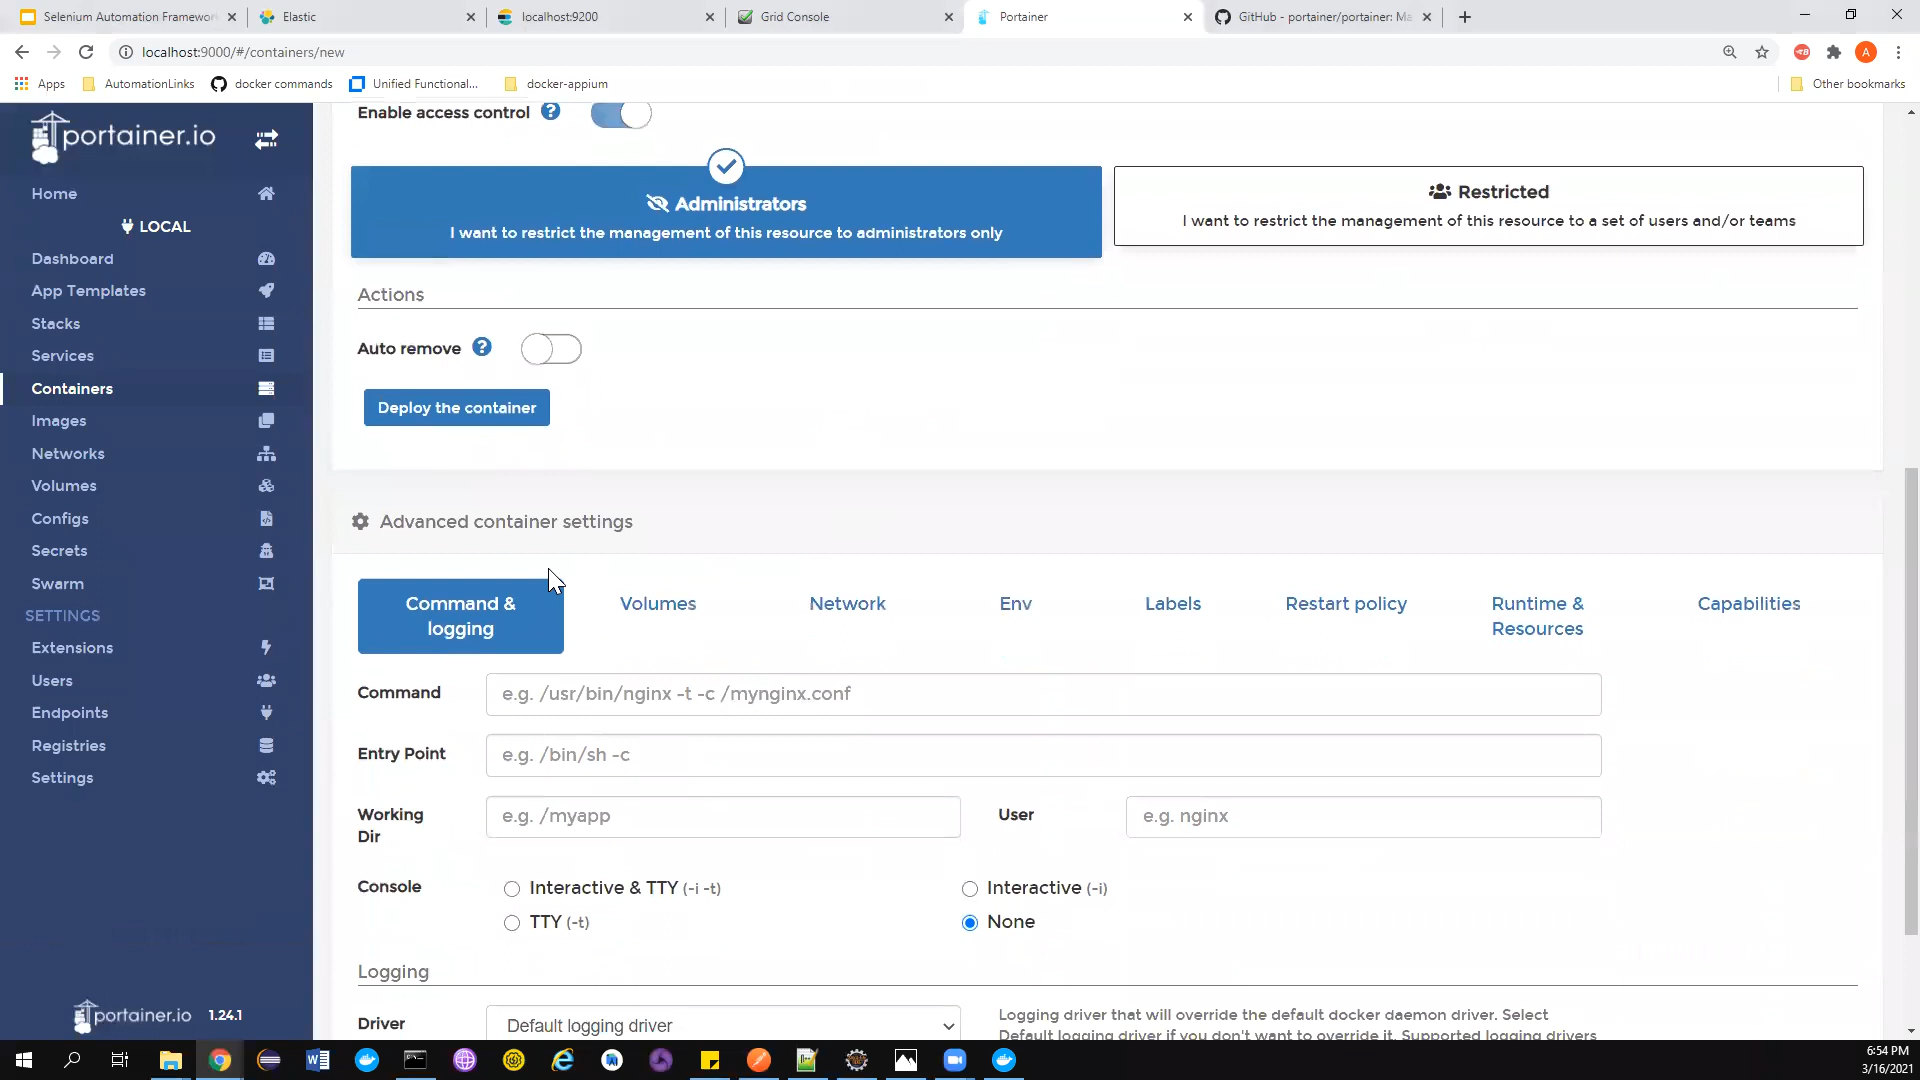 Selenium Automation Framewor
Elastic
localhost:9200
Grid Console
Portainer
GitHub - portainer/portainer: Ma
localhost:9000/#/containers/new
Apps
AutomationLinks
docker commands
Unified Functional...
docker-appium
Other bookmarks
portainer.io
Home
LOCAL
Dashboard
App Templates
Stacks
Services
Containers
Images
Networks
Volumes
Configs
Secrets
Swarm
SETTINGS
Extensions
Users
Endpoints
Registries
Settings
portainer.io 1.24.1
Enable access control
Administrators
I want to restrict the management of this resource to administrators only
Restricted
I want to restrict the management of this resource to a set of users and/or teams
Actions
Auto remove
Deploy the container
Advanced container settings
Command &
logging
Volumes
Network
Env
Labels
Restart policy
Runtime &
Resources
Capabilities
Command
e.g. /usr/bin/nginx -t -c /mynginx.conf
Entry Point
e.g. /bin/sh -c
Working
Dir
e.g. /myapp
User
e.g. nginx
Console
Interactive & TTY (-i -t)
Interactive (-i)
TTY (-t)
None
Logging
Driver
Default logging driver
Logging driver that will override the default docker daemon driver. Select
Default logging driver if you don't want to override it. Supported logging drivers
6:54 PM
3/16/2021